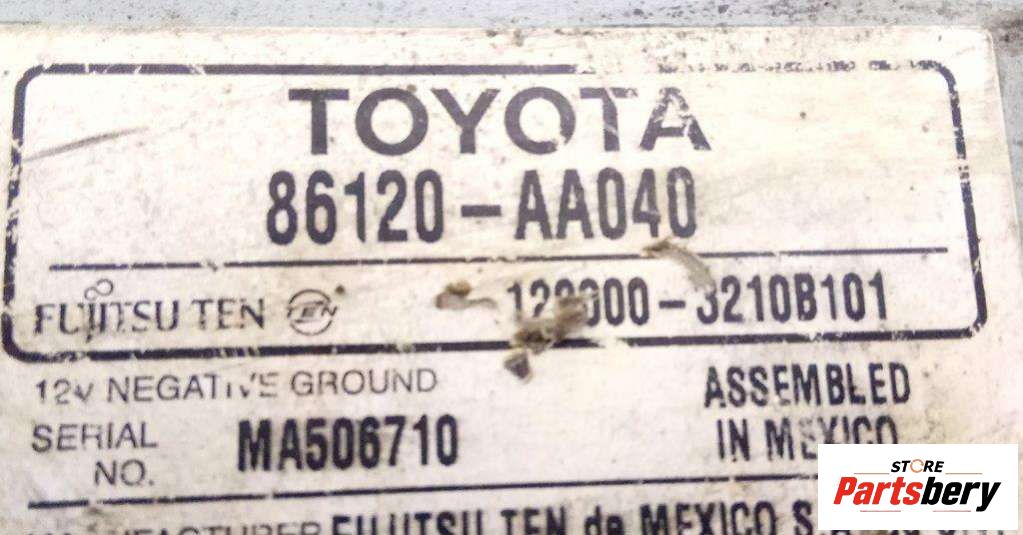 TOYOTA
86120-AA040
FUJITSU TEN TEN
12V NEGATIVE GROUND
ASSEMBLED
IN MEXICO
SERIAL
NO.
MA506710
FUJITSU TEN de MEXICO S.A.
STORE
Partsbery